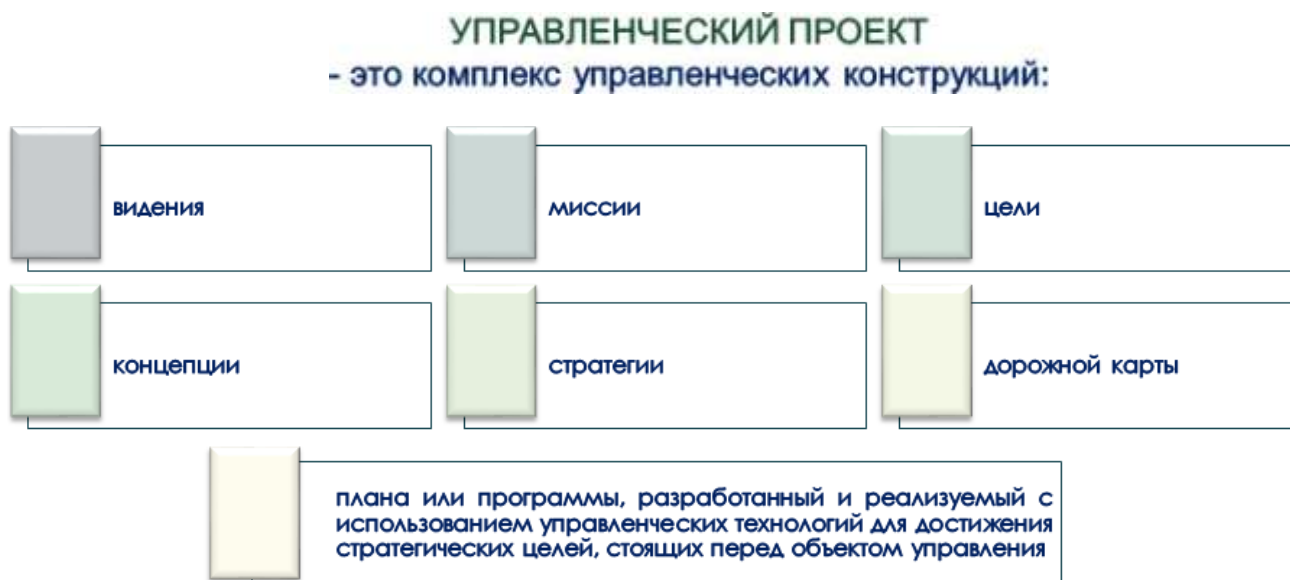 УПРАВЛЕНЧЕСКИЙ ПРОЕКТ
- это комплекс управленческих конструкций:
видения
миссии
цели
концепции
стратегии
дорожной карты
плана или программы, разработанный и реализуемый с
использованием управленческих технологий для достижения
стратегических целей, стоящих перед объектом управления